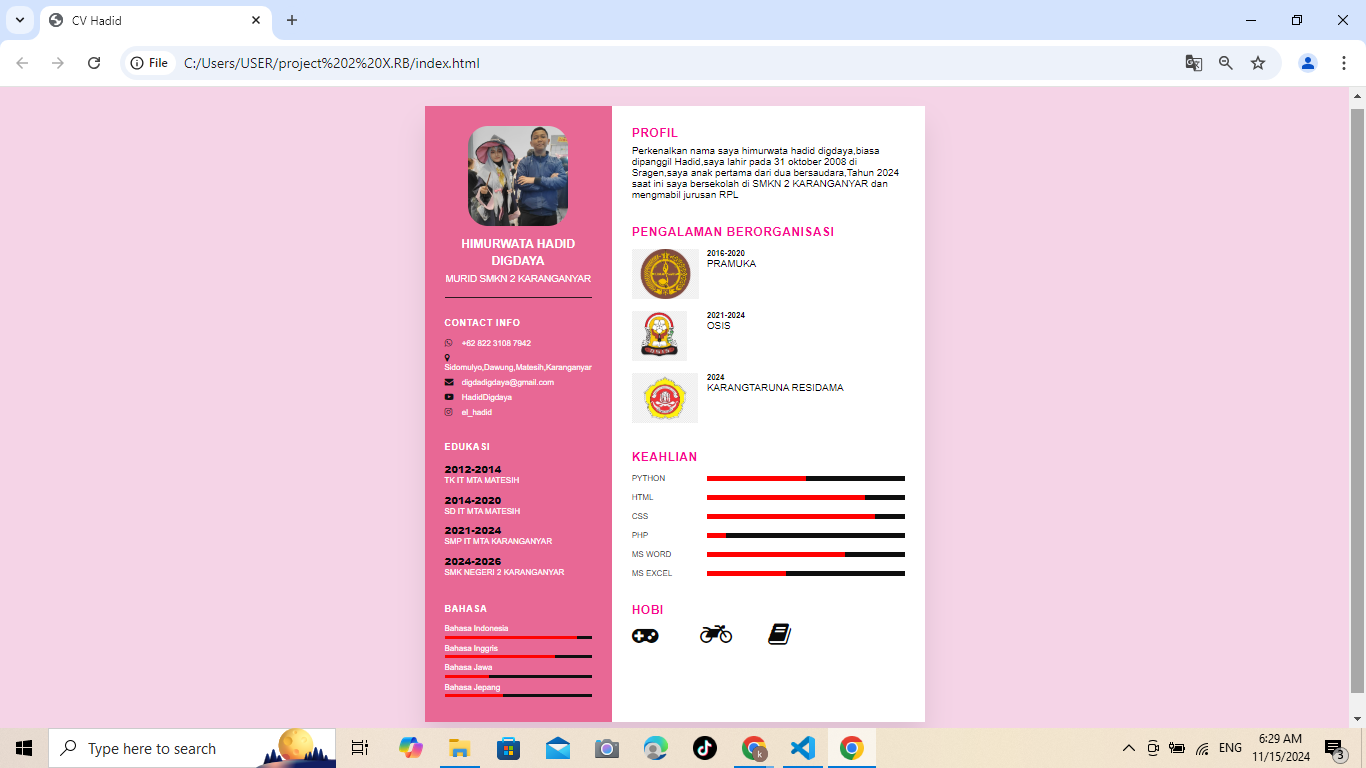 CV Hadid
File
C:/Users/USER/project%202%20X.RB/index.html
HIMURWATA HADID
DIGDAYA
MURID SMKN 2 KARANGANYAR
CONTACT INFO
+62 822 3108 7942
Sidomulyo,Dawung,Matesih,Karanganyar
digdadigdaya@gmail.com
HadidDigdaya
el_hadid
EDUKASI
2012-2014
TK IT MTA MATESIH
2014-2020
SD IT MTA MATESIH
2021-2024
SMP IT MTA KARANGANYAR
2024-2026
SMK NEGERI 2 KARANGANYAR
BAHASA
Bahasa Indonesia
Bahasa Inggris
Bahasa Jawa
Bahasa Jepang
PROFIL
Perkenalkan nama saya himurwata hadid digdaya,biasa
dipanggil Hadid,saya lahir pada 31 oktober 2008 di
Sragen,saya anak pertama dari dua bersaudara,Tahun 2024
saat ini saya bersekolah di SMKN 2 KARANGANYAR dan
mengmabil jurusan RPL
PENGALAMAN BERORGANISASI
2016-2020
PRAMUKA
2021-2024
OSIS
2024
KARANGTARUNA RESIDAMA
KEAHLIAN
PYTHON
HTML
CSS
PHP
MS WORD
MS EXCEL
HOBI
Type here to search
k
ENG
6:29 AM
11/15/2024
3